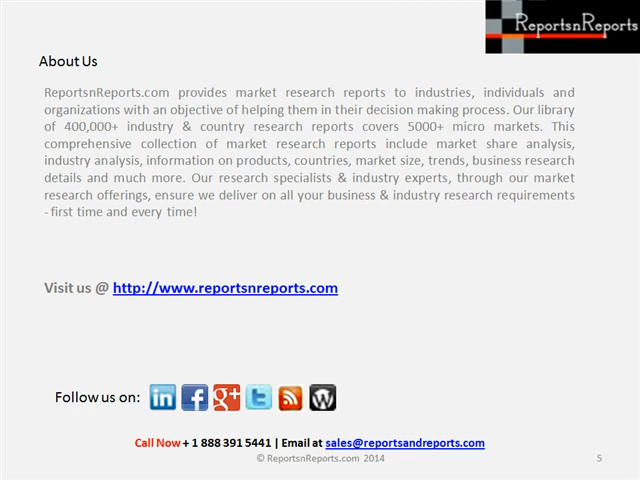 ReportsnReports
About Us
ReportsnReports.com provides market research reports to industries, individuals and
organizations with an objective of helping them in their decision making process. Our library
of 400,000+ industry & country research reports covers 5000+ micro markets. This
comprehensive collection of market research reports include market share analysis,
industry analysis, information on products, countries, market size, trends, business research
details and much more. Our research specialists & industry experts, through our market
research offerings, ensure we deliver on all your business & industry research requirements
- first time and every time!
Visit us @ http://www.reportsnreports.com
Follow us on: in f g+ t W
Call Now + 1 888 391 5441 | Email at sales@reportsandreports.com
© ReportsnReports.com 2014 5